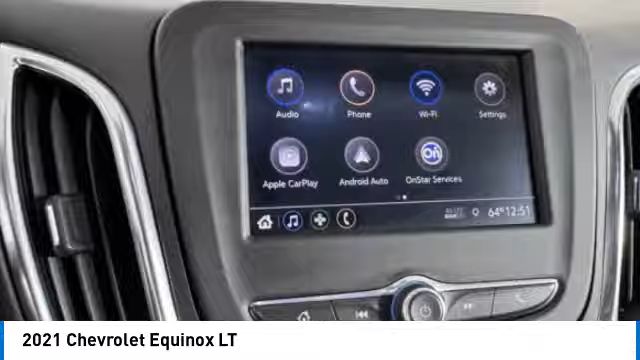 Audio Phone Wi-Fi Settings
Apple CarPlay Android Auto OnStar Services
64° 12:51
2021 Chevrolet Equinox LT